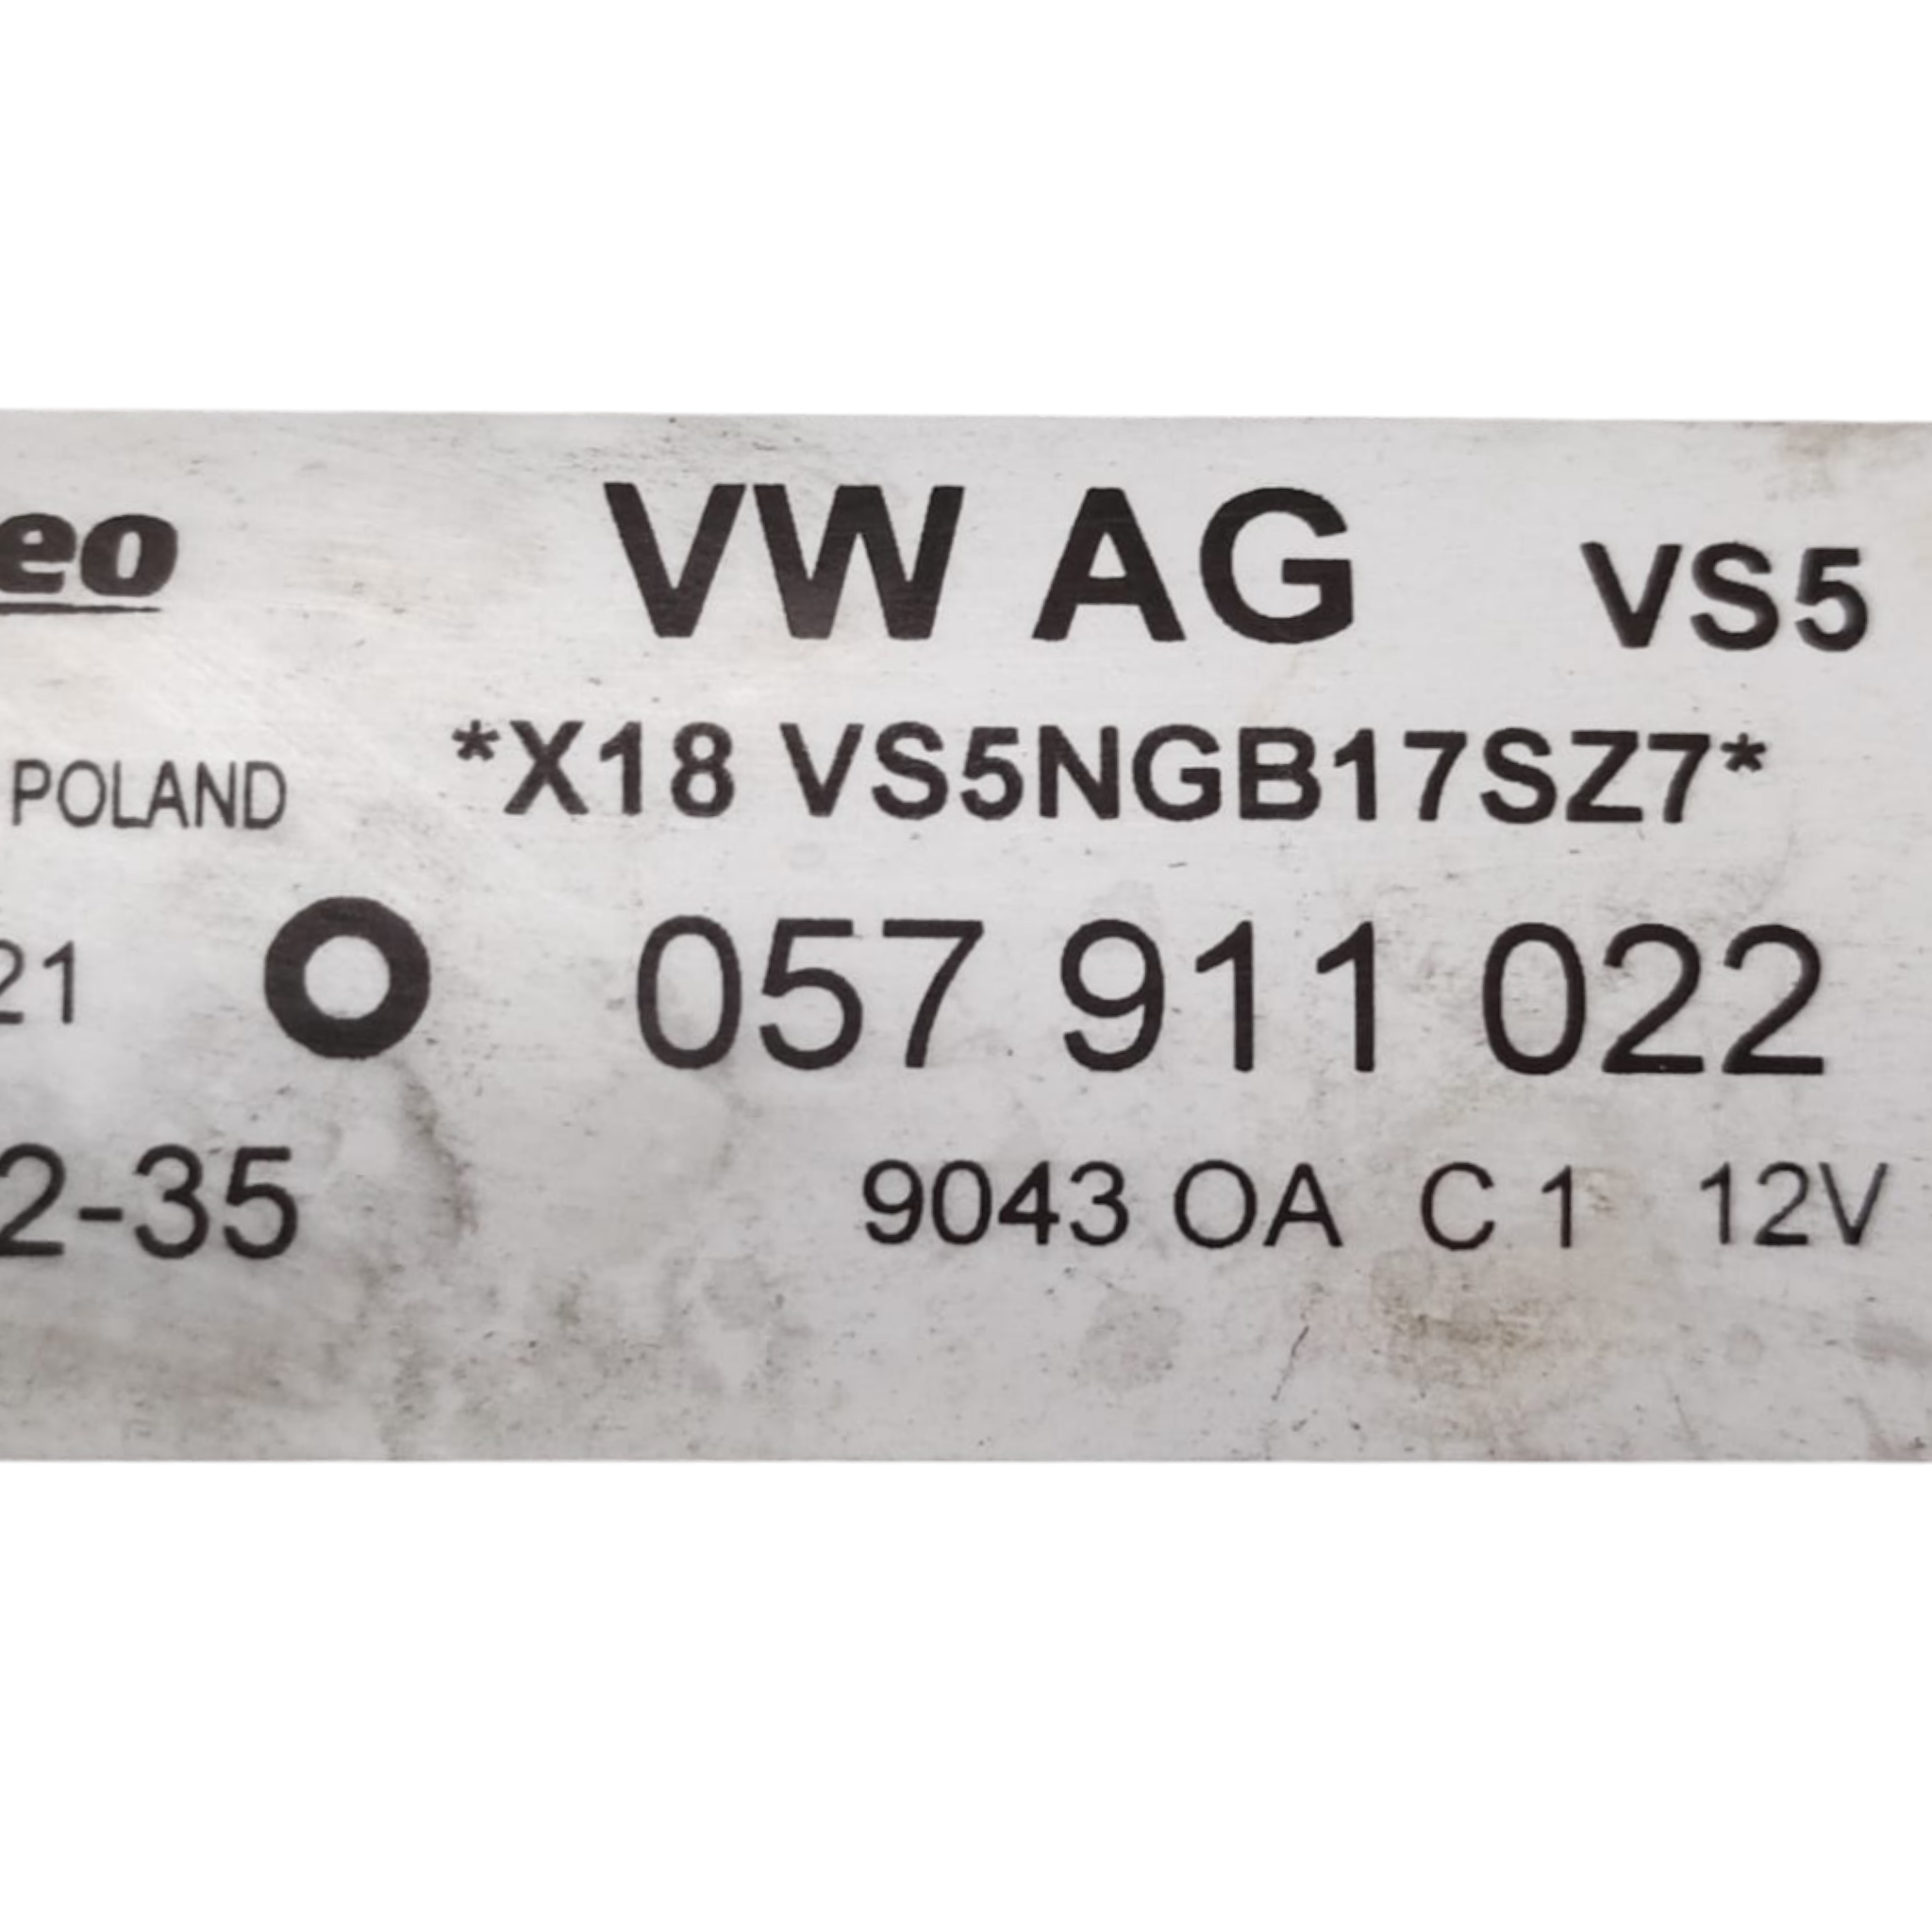 eo VW AG VS5
POLAND *X18 VS5NGB17SZ7*
21 057 911 022
2-35 9043 OA C 1 12V